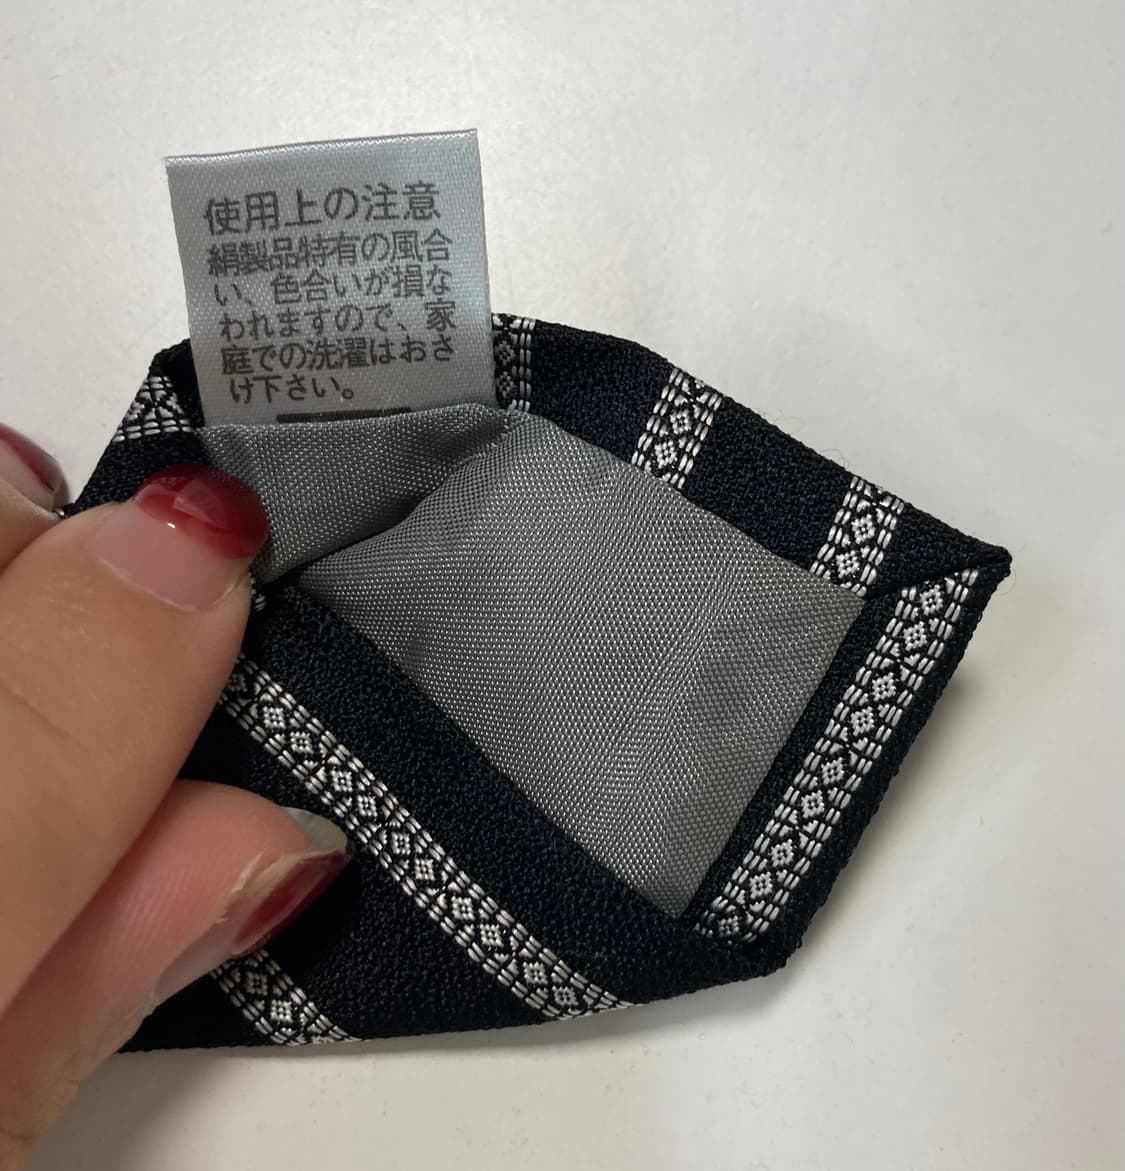 使用上の注意
絹製品特有の風合
い、色合いが損な
われますので、家
庭での洗濯はおさ
け下さい。